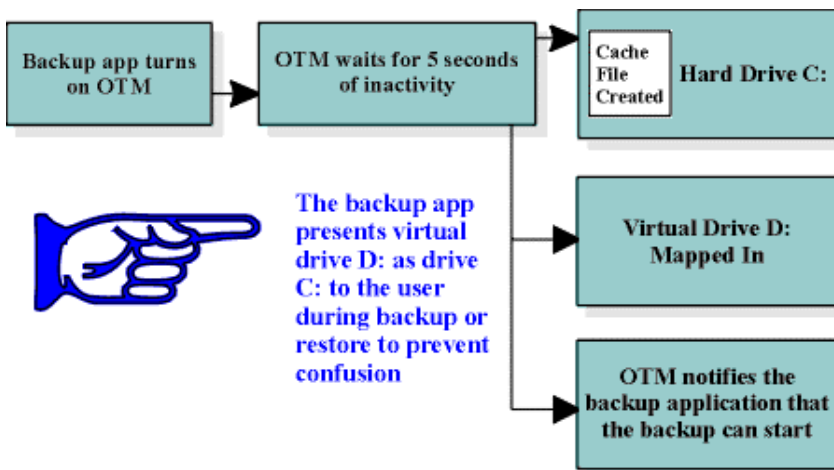 Backup app turns
on OTM
OTM waits for 5 seconds
of inactivity
Cache
File
Created
Hard Drive C:
The backup app
presents virtual
drive D: as drive
C: to the user
during backup or
restore to prevent
confusion
Virtual Drive D:
Mapped In
OTM notifies the
backup application that
the backup can start